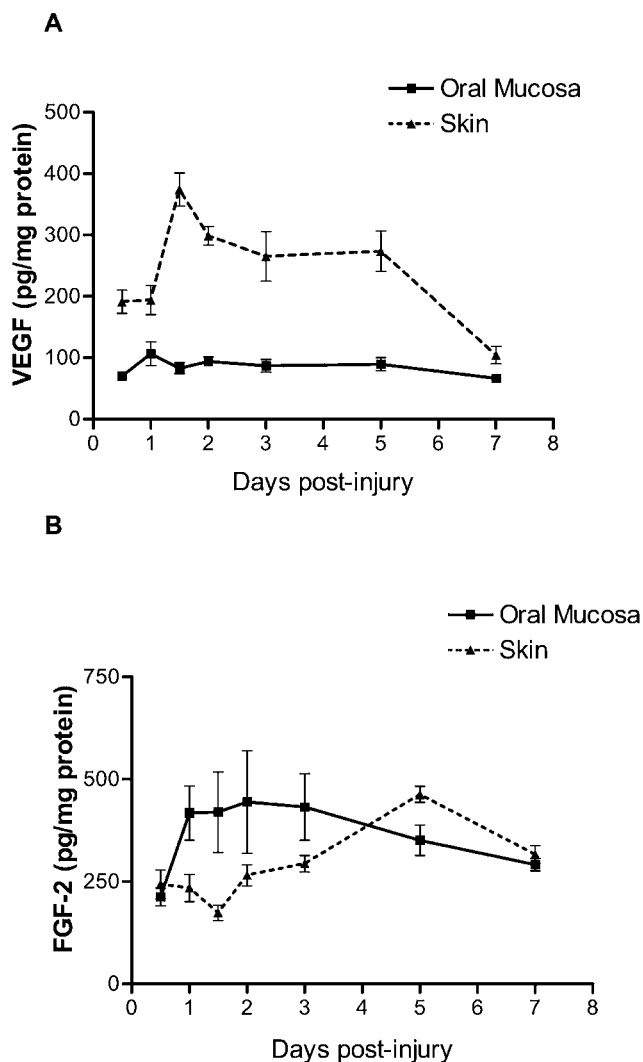 A
Oral Mucosa
Skin
500
400
300
200
100
0
VEGF (pg/mg protein)
0 1 2 3 4 5 6 7 8
Days post-injury
B
Oral Mucosa
Skin
750
500
250
0
FGF-2 (pg/mg protein)
0 1 2 3 4 5 6 7 8
Days post-injury